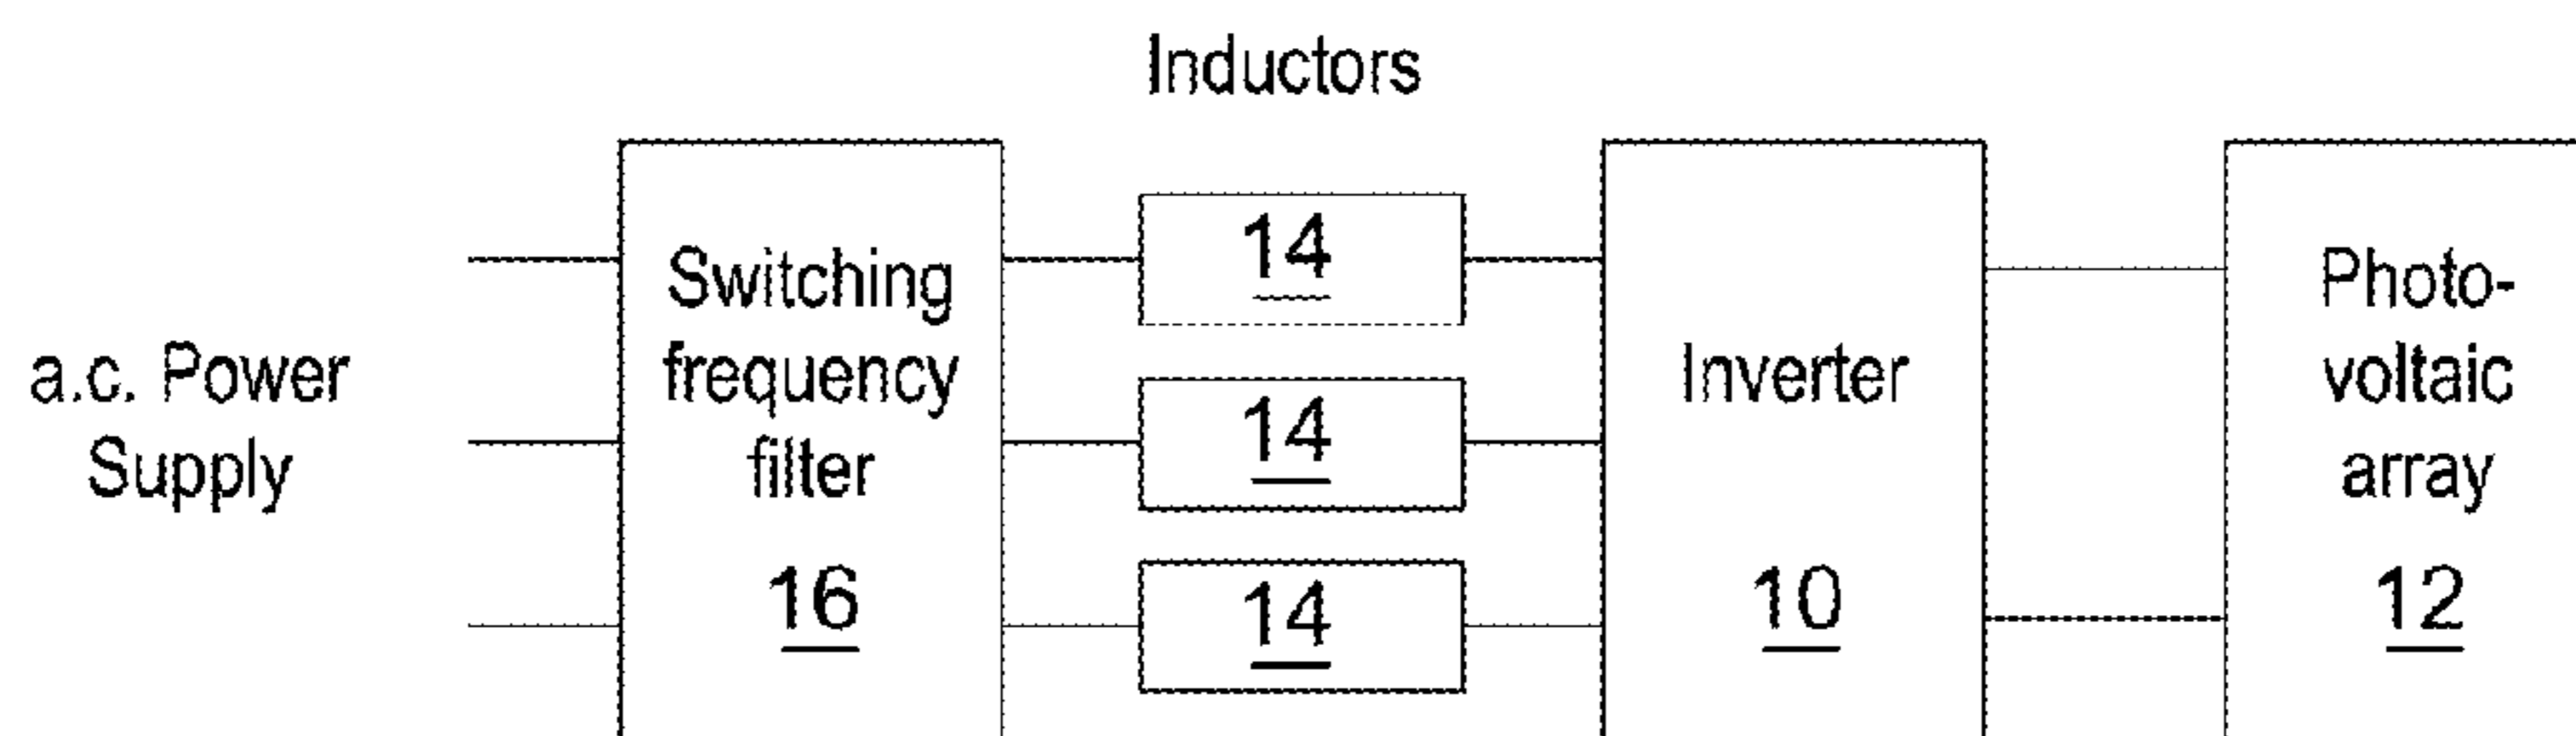 Inductors
a.c. Power
Supply
Switching
frequency
filter
16
14
14
14
Inverter
10
Photo-
voltaic
array
12